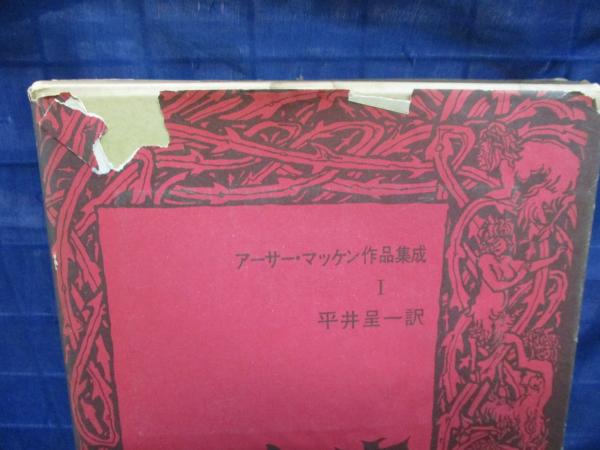 アーサー・マッケン作品集成
I
平井呈一訳